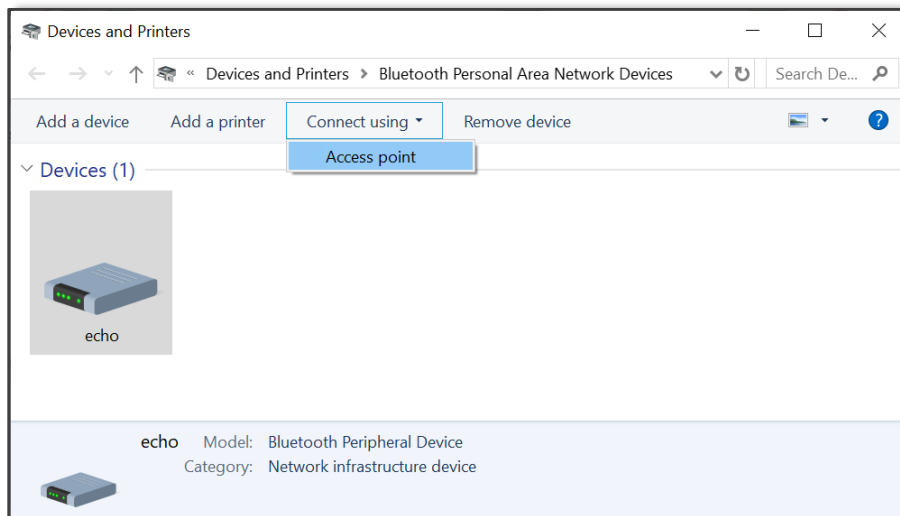 Devices and Printers
« Devices and Printers > Bluetooth Personal Area Network Devices Search De...
Add a device Add a printer Connect using Remove device ?
Access point
Devices (1)
echo
echo Model: Bluetooth Peripheral Device
Category: Network infrastructure device